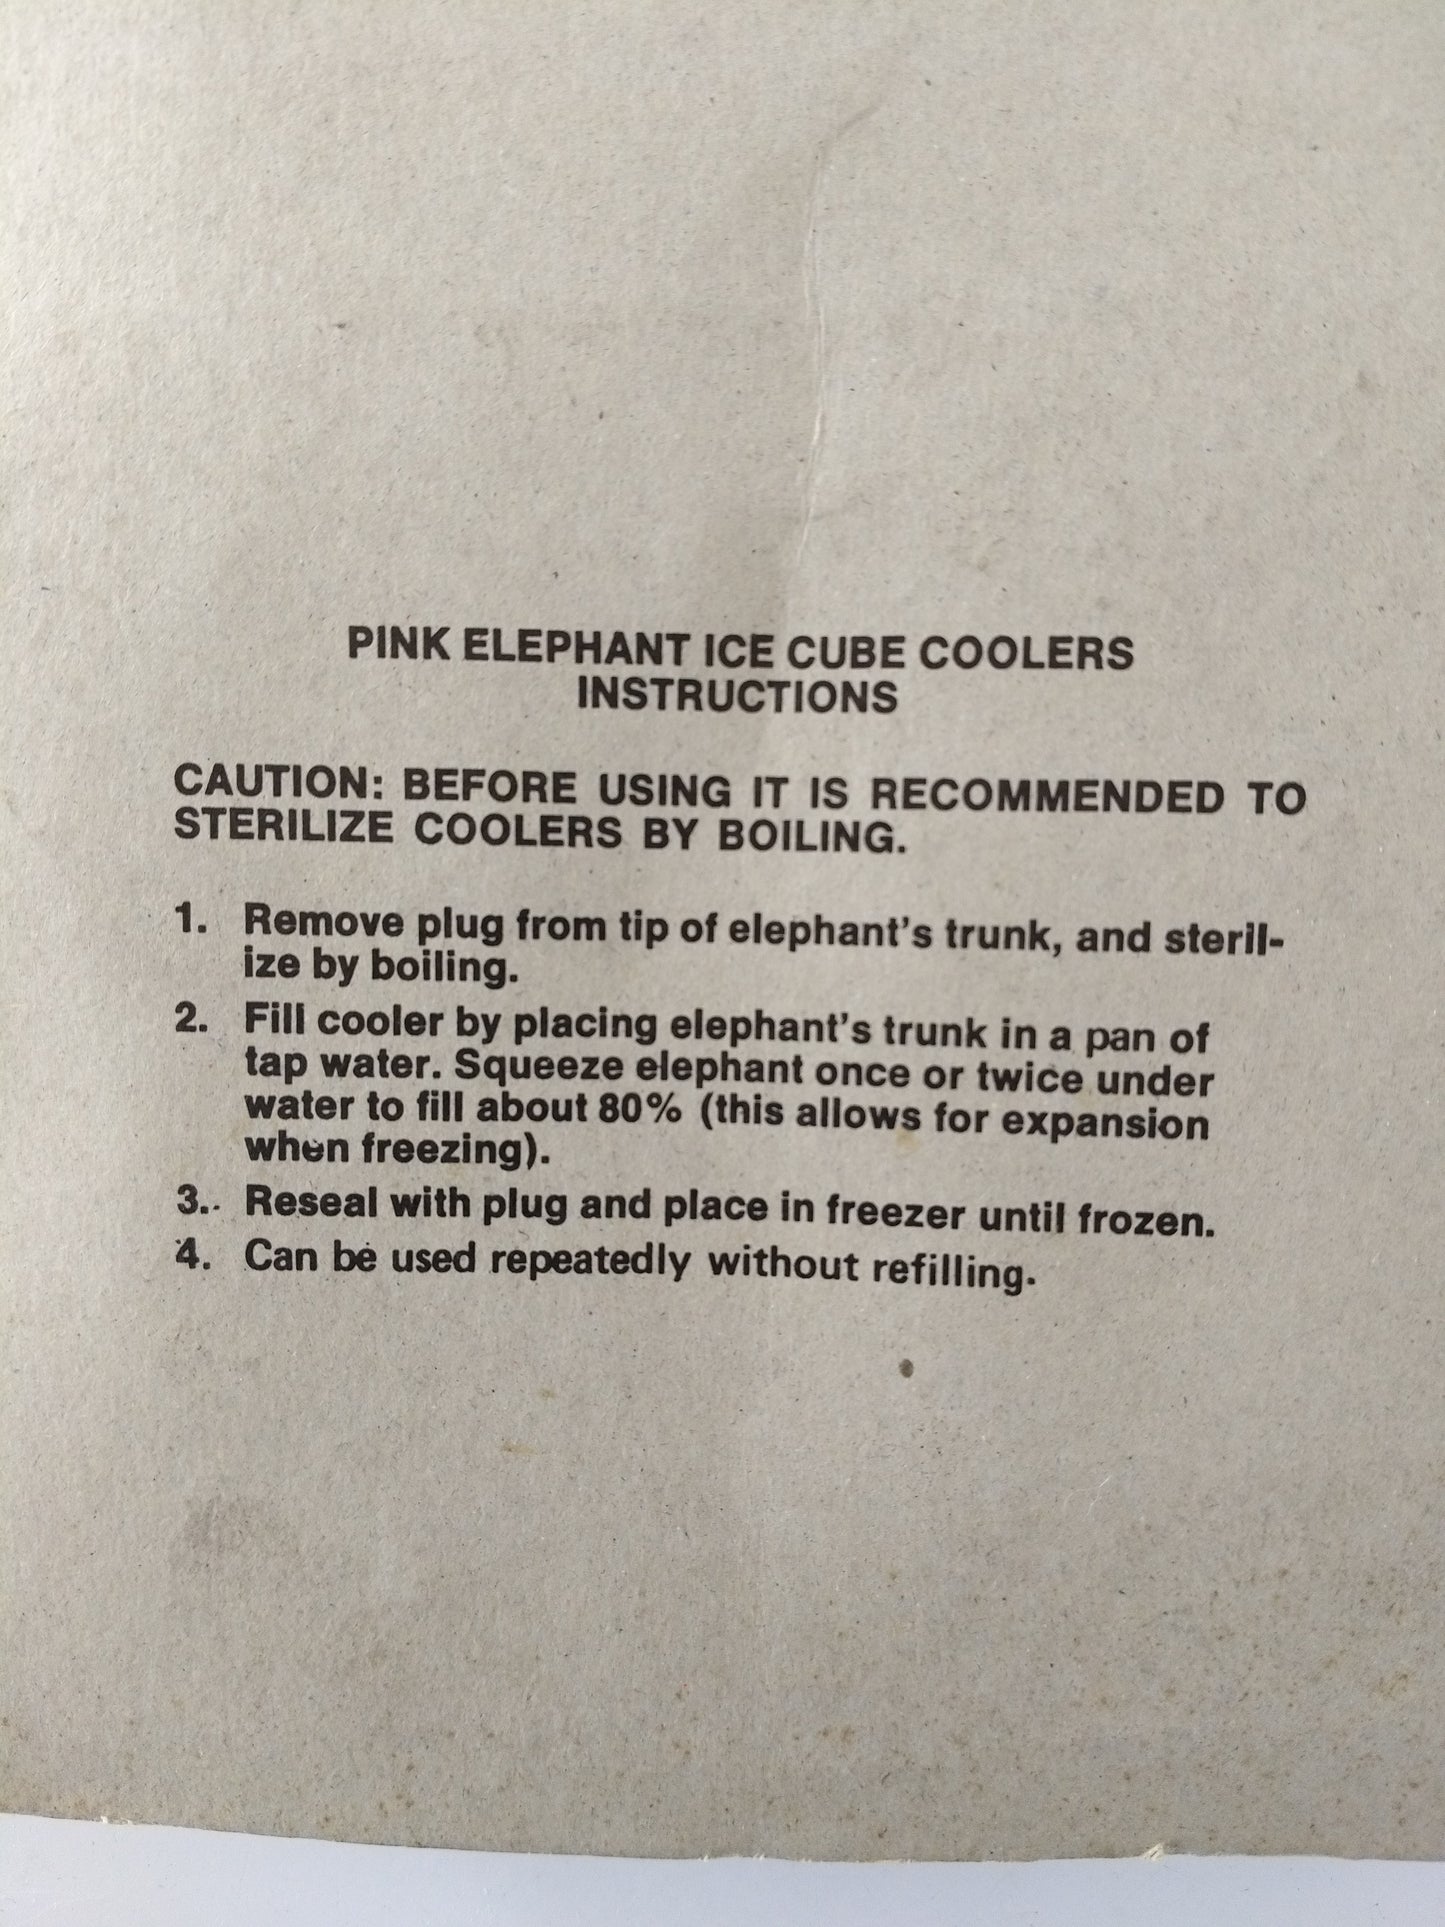 PINK ELEPHANT ICE CUBE COOLERS
INSTRUCTIONS
CAUTION: BEFORE USING IT IS RECOMMENDED TO
STERILIZE COOLERS BY BOILING.
1. Remove plug from tip of elephant's trunk, and steril-
ize by boiling.
2. Fill cooler by placing elephant's trunk in a pan of
tap water. Squeeze elephant once or twice under
water to fill about 80% (this allows for expansion
when freezing).
3. Reseal with plug and place in freezer until frozen.
4. Can be used repeatedly without refilling.